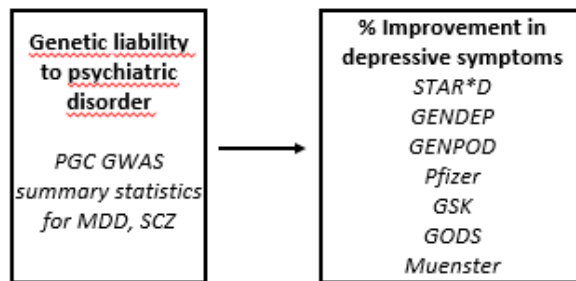 Genetic liability
to psychiatric
disorder
PGC GWAS
summary statistics
for MDD, SCZ
% Improvement in
depressive symptoms
STAR*D
GENDEP
GENPOD
Pfizer
GSK
GODS
Muenster